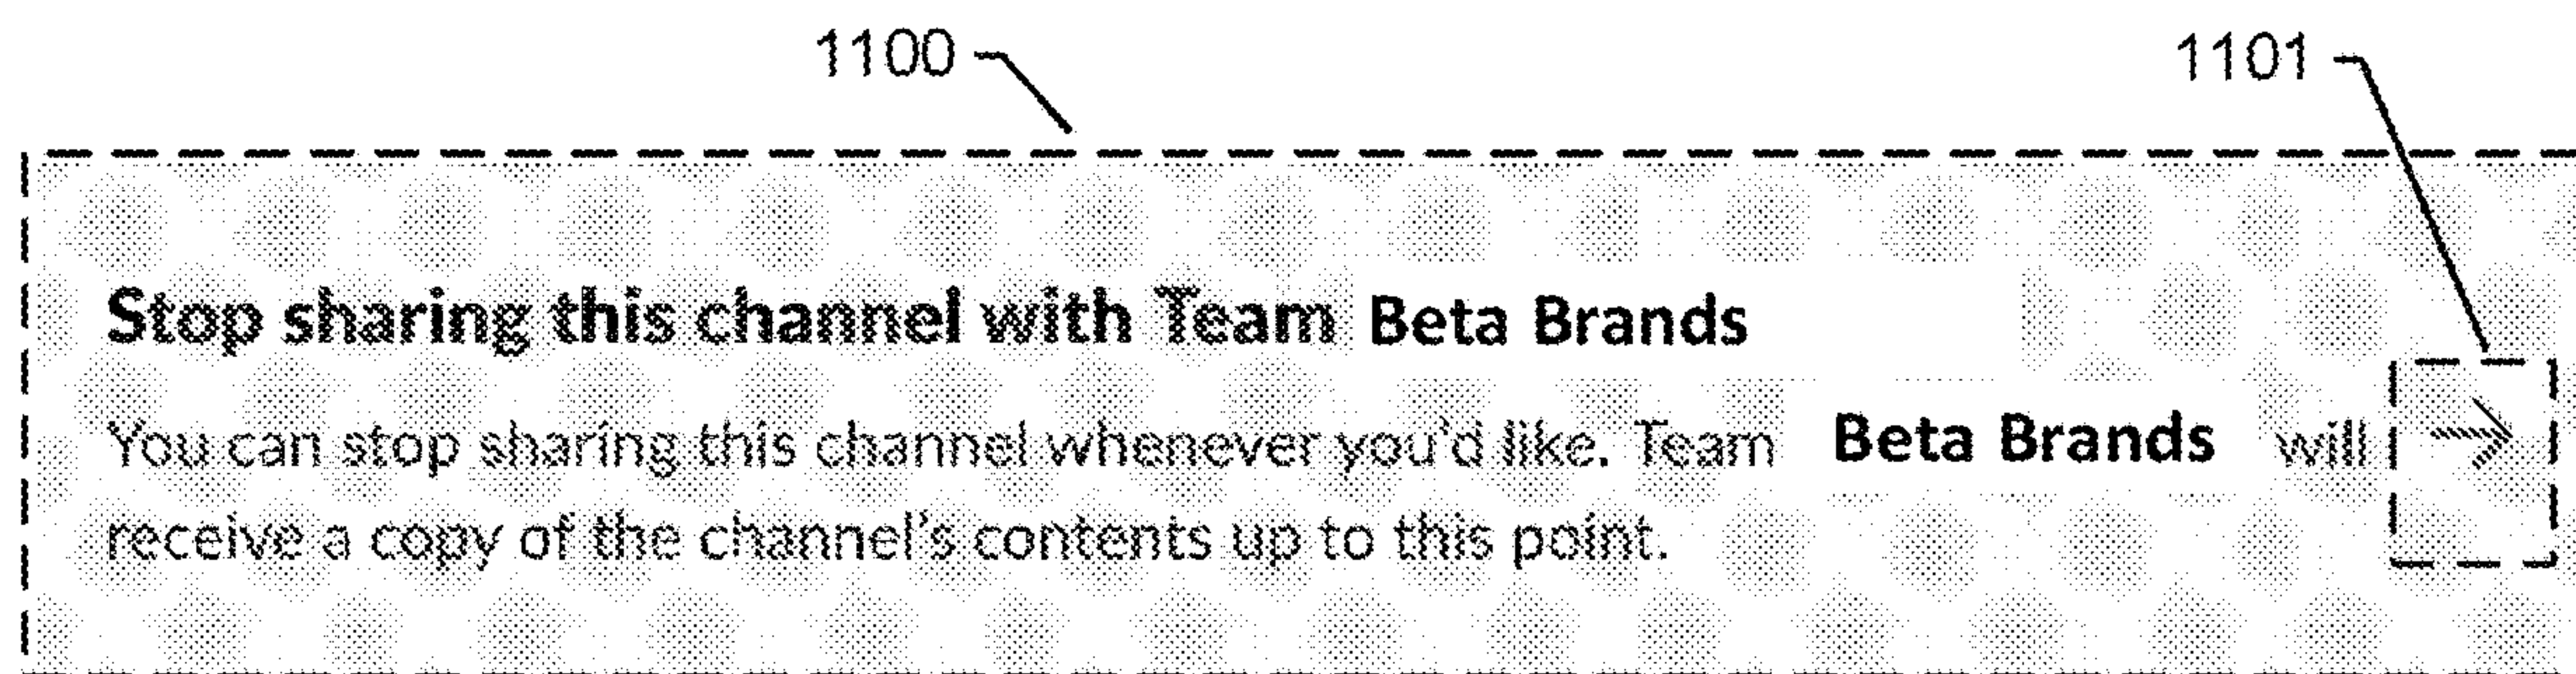 1100 1101
Stop sharing this channel with Team Beta Brands
You can stop sharing this channel whenever you'd like. Team Beta Brands will
receive a copy of the channel's contents up to this point.